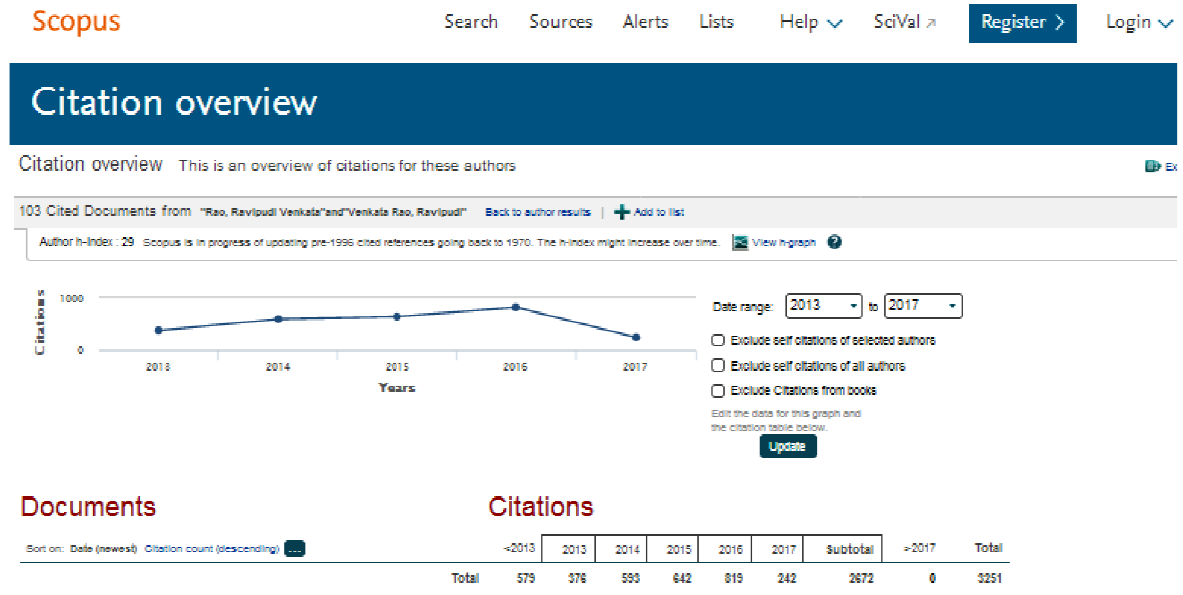 Scopus Search Sources Alerts Lists Help SciVal Register Login
Citation overview
Citation overview This is an overview of citations for these authors Ex
103 Cited Documents from "Rao, Ravipudi Venkata"and"Venkata Rao, Ravipudi" Back to author results | Add to list
Author h-index : 29 Scopus is in progress of updating pre-1996 cited references going back to 1970. The h-index might increase over time. View h-graph ?
Citations
1000
0
2013 2014 2015 2016 2017
Years
Date range: 2013 to 2017
Exclude self citations of selected authors
Exclude self citations of all authors
Exclude Citations from books
Edit the data for this graph and
the citation table below.
Update
Documents Citations
Sort on: Date (newest) Citation count (descending) ... <2013 2013 2014 2015 2016 2017 Subtotal >2017 Total
Total 579 376 593 642 819 242 2672 0 3251